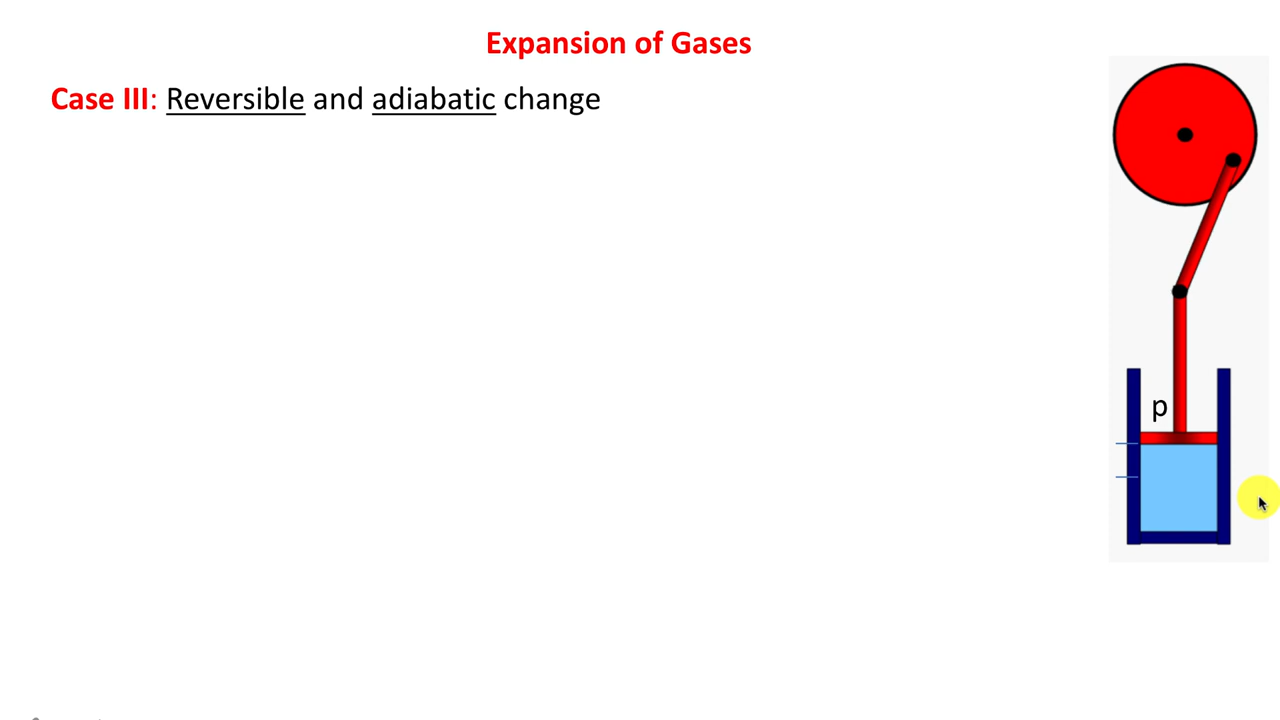 Expansion of Gases
Case III: Reversible and adiabatic change
p